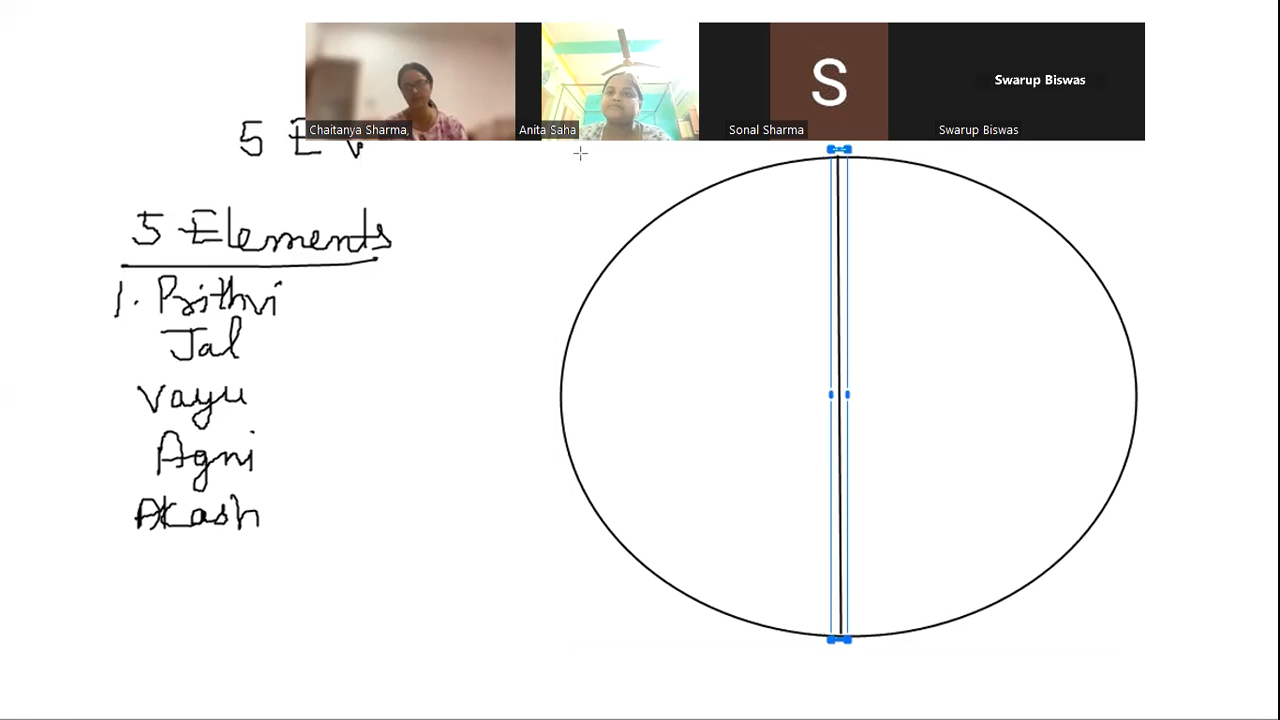 S
Swarup Biswas
Chaitanya Sharma,
Anita Saha
Sonal Sharma
Swarup Biswas
5 E
5 Elements
1. Prithvi
Jal
Vayu
Agni
Akash